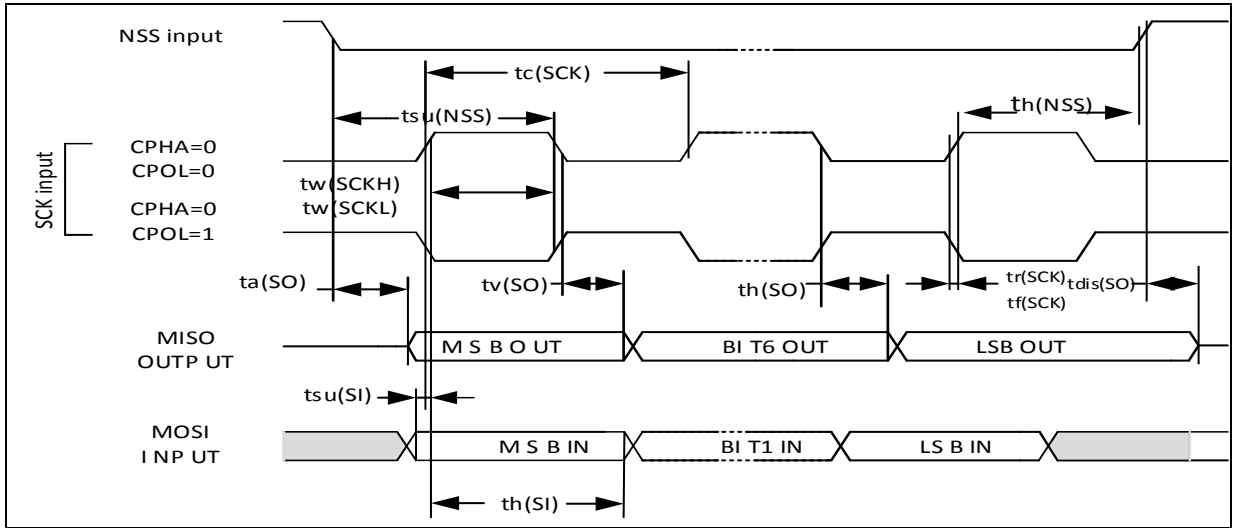 NSS input
tc(SCK)
tsu(NSS)
th(NSS)
SCK input
CPHA=0
CPOL=0
CPHA=0
CPOL=1
tw(SCKH)
tw(SCKL)
ta(SO)
tv(SO)
th(SO)
tr(SCK)
tf(SCK)
tdis(SO)
MISO
OUTP UT
M S B O UT
BI T6 OUT
LSB OUT
tsu(SI)
MOSI
I NP UT
M S B IN
BI T1 IN
LS B IN
th(SI)